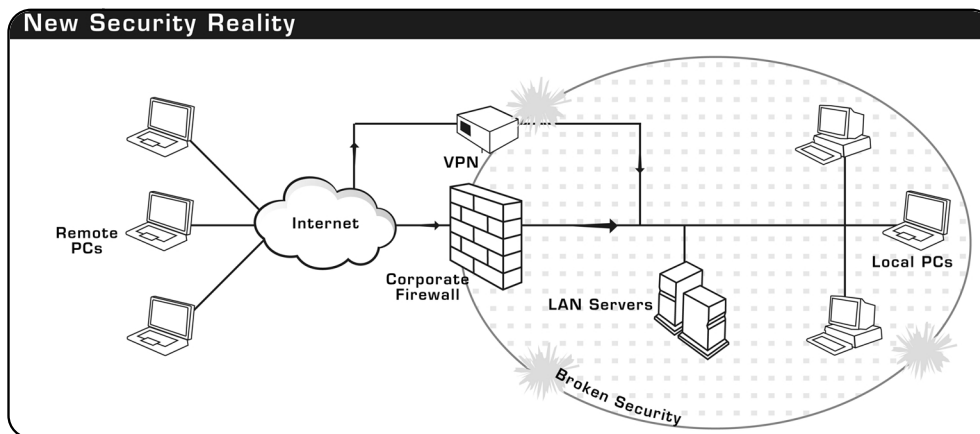 New Security Reality
VPN
Internet
Remote
PCs
Corporate
Firewall
LAN Servers
Local PCs
Broken Security